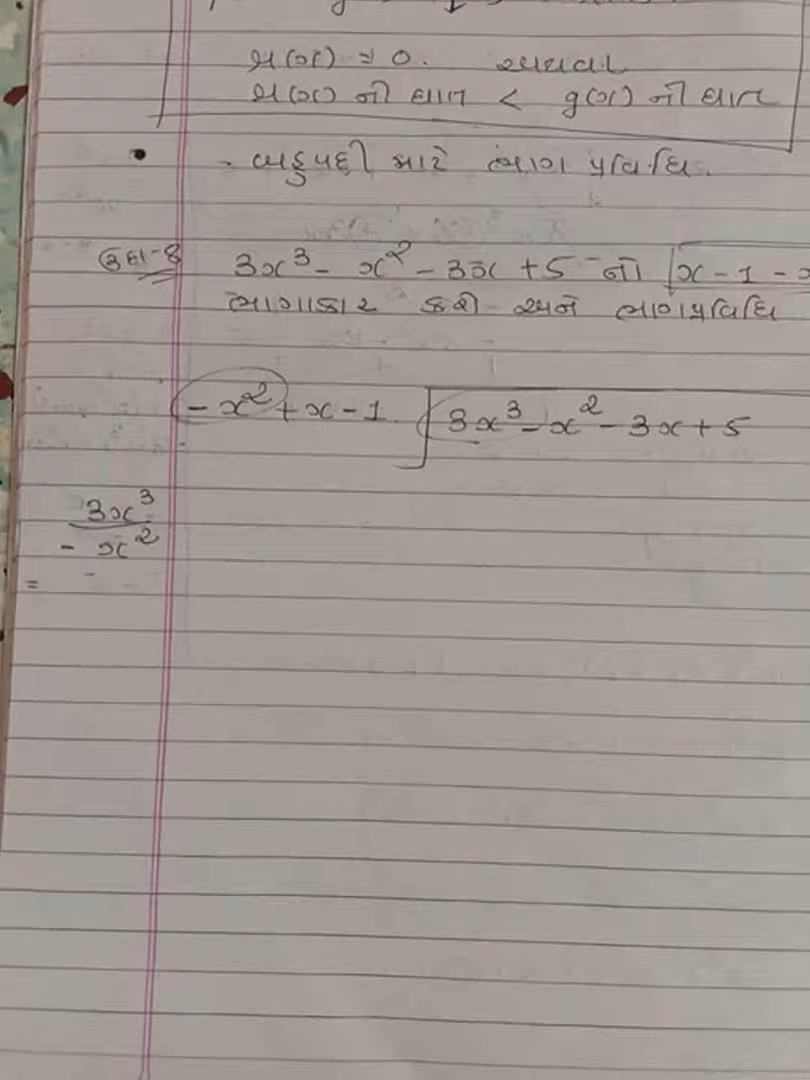 શ્ર(x) = 0. અથવા
શ્ર(x) ની ઘાત < g(x) ની ઘાત
• - બહુપદી માટે ભાગ પ્રવિધિ.
ઉદા-8 3x³ - x² - 3x + 5 નો x - 1 - x
ભાગાકાર કરી અને ભાગપ્રવિધિ
-x² + x - 1 3x³ - x² - 3x + 5
3x³
- x²
=